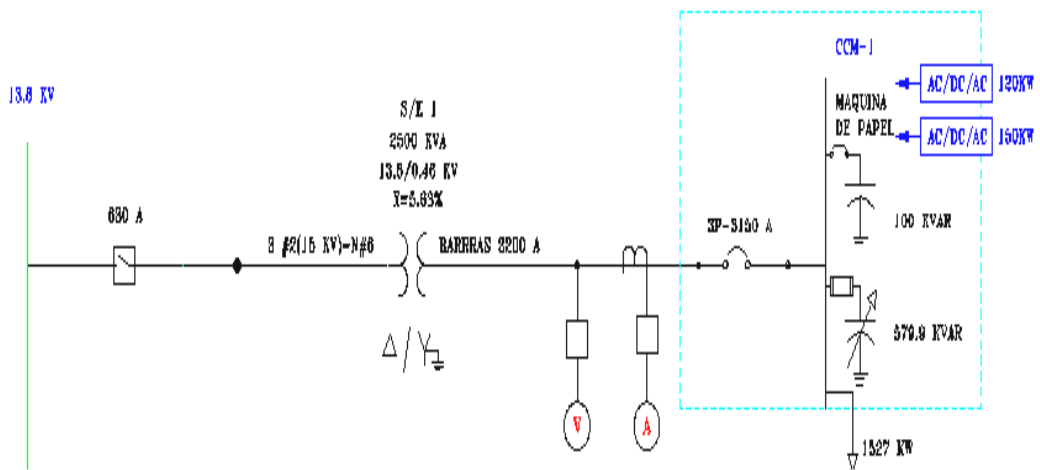 13.8 KV
630 A
S/E 1
2500 KVA
13.8/0.46 KV
X=5.63%
3 #2(15 KV)-N#6
BARRAS 3200 A
3P-3150 A
CCM-1
AC/DC/AC 120KW
MAQUINA
DE PAPEL
AC/DC/AC 150KW
100 KVAR
579.9 KVAR
V
A
1527 KW